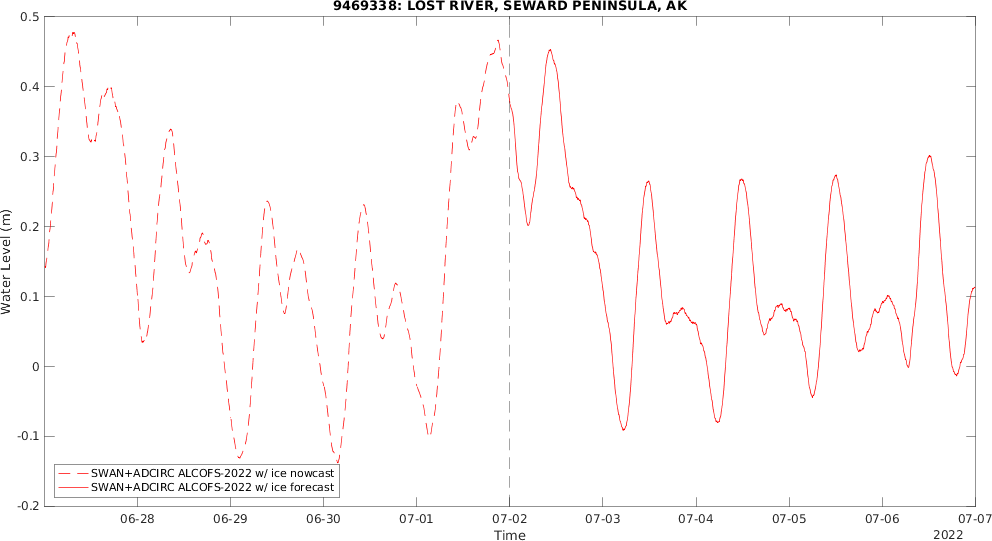 9469338: LOST RIVER, SEWARD PENINSULA, AK
0.5
0.4
0.3
0.2
0.1
0
-0.1
-0.2
Water Level (m)
SWAN+ADCIRC ALCOFS-2022 w/ ice nowcast
SWAN+ADCIRC ALCOFS-2022 w/ ice forecast
06-28 06-29 06-30 07-01 07-02 07-03 07-04 07-05 07-06 07-07
Time
2022